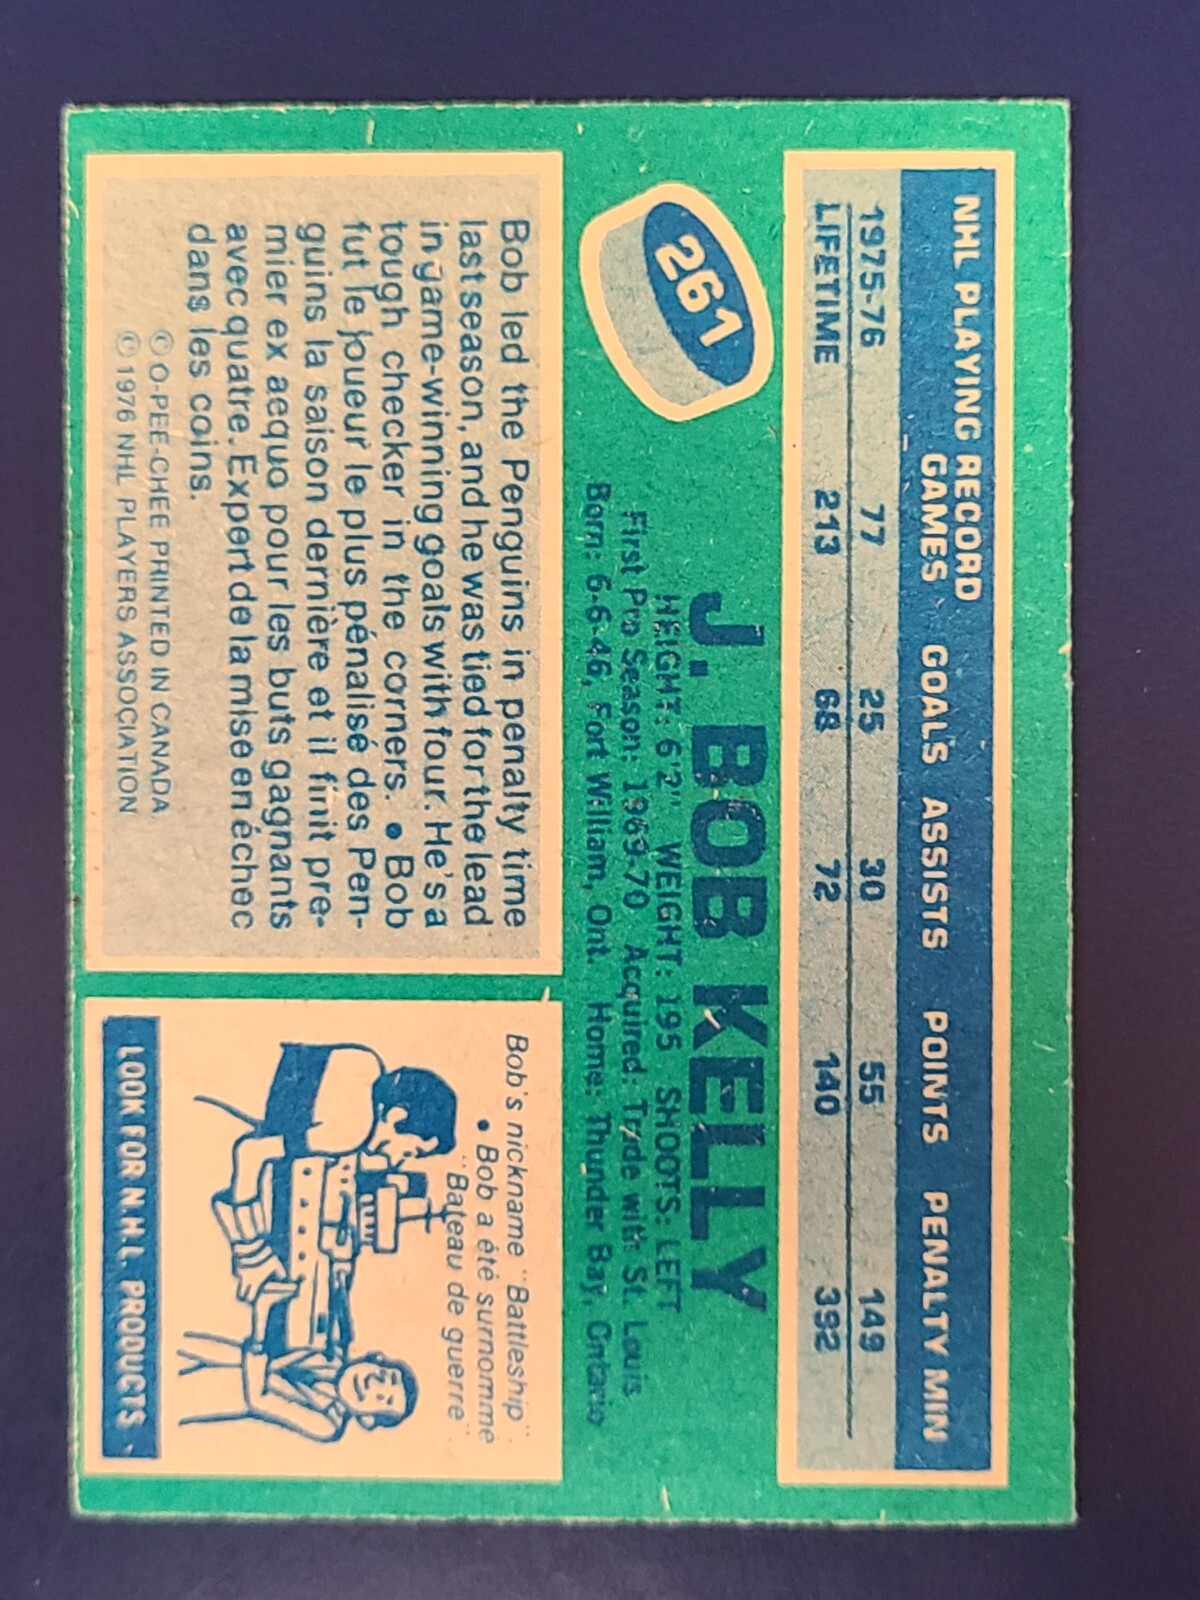 NHL PLAYING RECORD
GAMES GOALS ASSISTS POINTS PENALTY MIN
1975-76 77 25 30 55 149
LIFETIME 213 68 72 140 392
261
J. BOB KELLY
HEIGHT: 6'2" WEIGHT: 195 SHOOTS: LEFT
First Pro Season: 1969-70 Acquired: Trade with St. Louis
Born: 6-6-46, Fort William, Ont. Home: Thunder Bay, Ontario
Bob led the Penguins in penalty time
last season, and he was tied for the lead
in game-winning goals with four. He's a
tough checker in the corners. • Bob
fut le joueur le plus pénalisé des Pen-
guins la saison dernière et il finit pre-
mier ex aequo pour les buts gagnants
avec quatre. Expert de la mise en échec
dans les coins.
© O-PEE-CHEE PRINTED IN CANADA
© 1976 NHL PLAYERS ASSOCIATION
Bob's nickname "Battleship"
• Bob a été surnommé
"Bateau de guerre"
LOOK FOR N.H.L. PRODUCTS